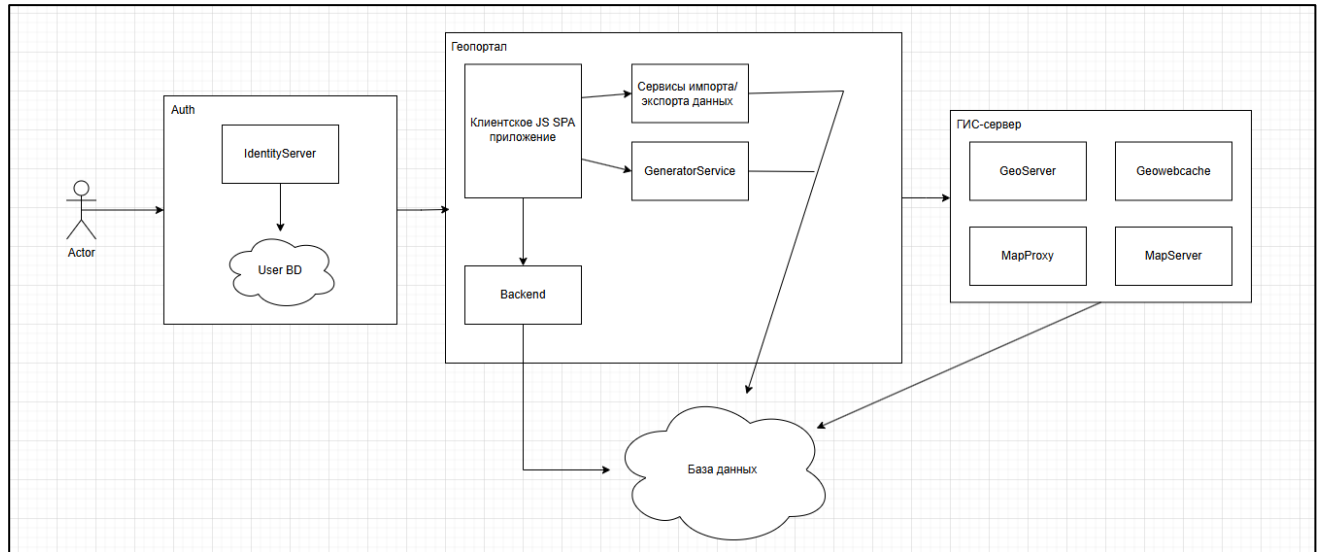 Actor
Auth
IdentityServer
User BD
Геопортал
Клиентское JS SPA
приложение
Сервисы импорта/
экспорта данных
GeneratorService
Backend
ГИС-сервер
GeoServer
Geowebcache
MapProxy
MapServer
База данных